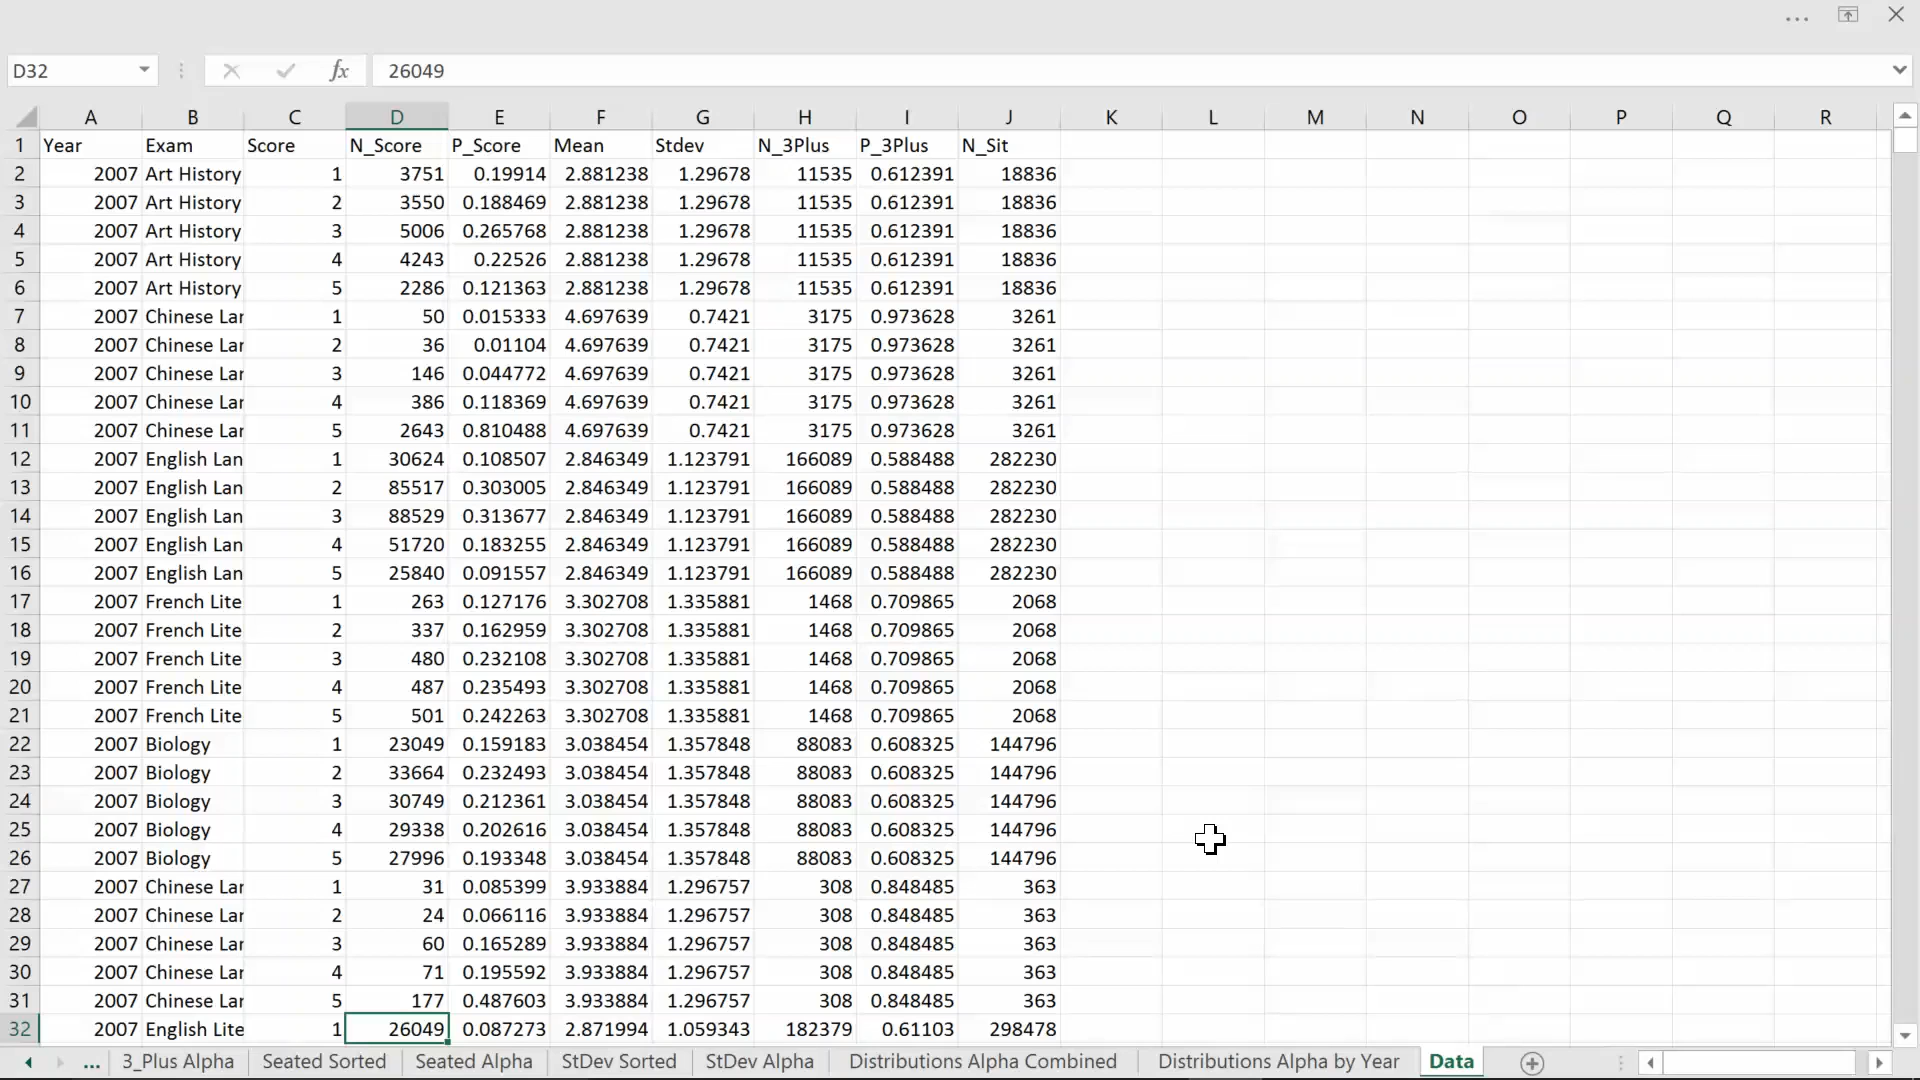 D32 fx 26049
A B C D E F G H I J K L M N O P Q R
1 Year Exam Score N_Score P_Score Mean Stdev N_3Plus P_3Plus N_Sit
2 2007 Art History 1 3751 0.19914 2.881238 1.29678 11535 0.612391 18836
3 2007 Art History 2 3550 0.188469 2.881238 1.29678 11535 0.612391 18836
4 2007 Art History 3 5006 0.265768 2.881238 1.29678 11535 0.612391 18836
5 2007 Art History 4 4243 0.22526 2.881238 1.29678 11535 0.612391 18836
6 2007 Art History 5 2286 0.121363 2.881238 1.29678 11535 0.612391 18836
7 2007 Chinese Lar 1 50 0.015333 4.697639 0.7421 3175 0.973628 3261
8 2007 Chinese Lar 2 36 0.01104 4.697639 0.7421 3175 0.973628 3261
9 2007 Chinese Lar 3 146 0.044772 4.697639 0.7421 3175 0.973628 3261
10 2007 Chinese Lar 4 386 0.118369 4.697639 0.7421 3175 0.973628 3261
11 2007 Chinese Lar 5 2643 0.810488 4.697639 0.7421 3175 0.973628 3261
12 2007 English Lan 1 30624 0.108507 2.846349 1.123791 166089 0.588488 282230
13 2007 English Lan 2 85517 0.303005 2.846349 1.123791 166089 0.588488 282230
14 2007 English Lan 3 88529 0.313677 2.846349 1.123791 166089 0.588488 282230
15 2007 English Lan 4 51720 0.183255 2.846349 1.123791 166089 0.588488 282230
16 2007 English Lan 5 25840 0.091557 2.846349 1.123791 166089 0.588488 282230
17 2007 French Lite 1 263 0.127176 3.302708 1.335881 1468 0.709865 2068
18 2007 French Lite 2 337 0.162959 3.302708 1.335881 1468 0.709865 2068
19 2007 French Lite 3 480 0.232108 3.302708 1.335881 1468 0.709865 2068
20 2007 French Lite 4 487 0.235493 3.302708 1.335881 1468 0.709865 2068
21 2007 French Lite 5 501 0.242263 3.302708 1.335881 1468 0.709865 2068
22 2007 Biology 1 23049 0.159183 3.038454 1.357848 88083 0.608325 144796
23 2007 Biology 2 33664 0.232493 3.038454 1.357848 88083 0.608325 144796
24 2007 Biology 3 30749 0.212361 3.038454 1.357848 88083 0.608325 144796
25 2007 Biology 4 29338 0.202616 3.038454 1.357848 88083 0.608325 144796
26 2007 Biology 5 27996 0.193348 3.038454 1.357848 88083 0.608325 144796
27 2007 Chinese Lar 1 31 0.085399 3.933884 1.296757 308 0.848485 363
28 2007 Chinese Lar 2 24 0.066116 3.933884 1.296757 308 0.848485 363
29 2007 Chinese Lar 3 60 0.165289 3.933884 1.296757 308 0.848485 363
30 2007 Chinese Lar 4 71 0.195592 3.933884 1.296757 308 0.848485 363
31 2007 Chinese Lar 5 177 0.487603 3.933884 1.296757 308 0.848485 363
32 2007 English Lite 1 26049 0.087273 2.871994 1.059343 182379 0.61103 298478
... 3_Plus Alpha Seated Sorted Seated Alpha StDev Sorted StDev Alpha Distributions Alpha Combined Distributions Alpha by Year Data